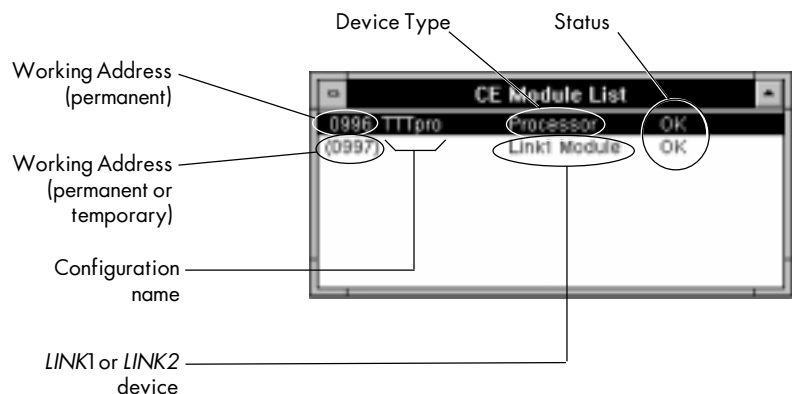 Device Type
Status
Working Address
(permanent)
CE Module List
0996 TTTpro Processor OK
(0997) Link1 Module OK
Working Address
(permanent or
temporary)
Configuration
name
LINK1 or LINK2
device